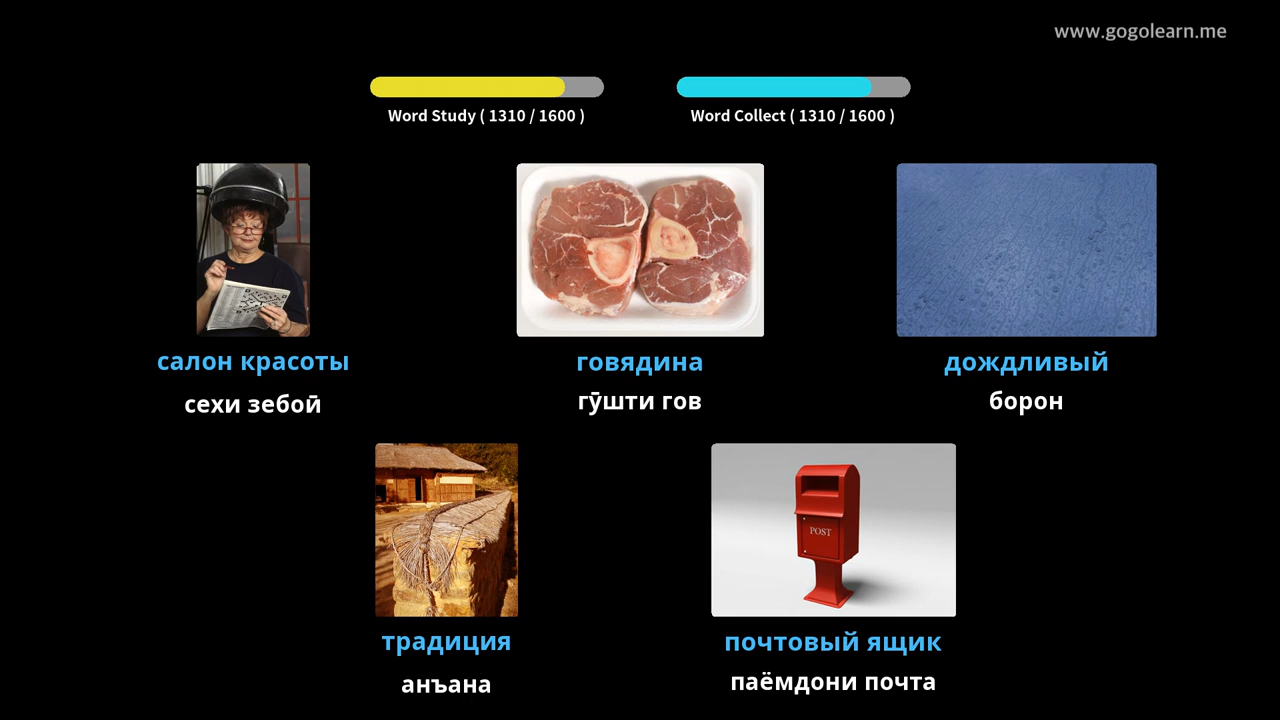 www.gogolearn.me
Word Study ( 1310 / 1600 )
Word Collect ( 1310 / 1600 )
салон красоты
сехи зебоӣ
говядина
гӯшти гов
дождливый
борон
традиция
анъана
POST
почтовый ящик
паёмдони почта